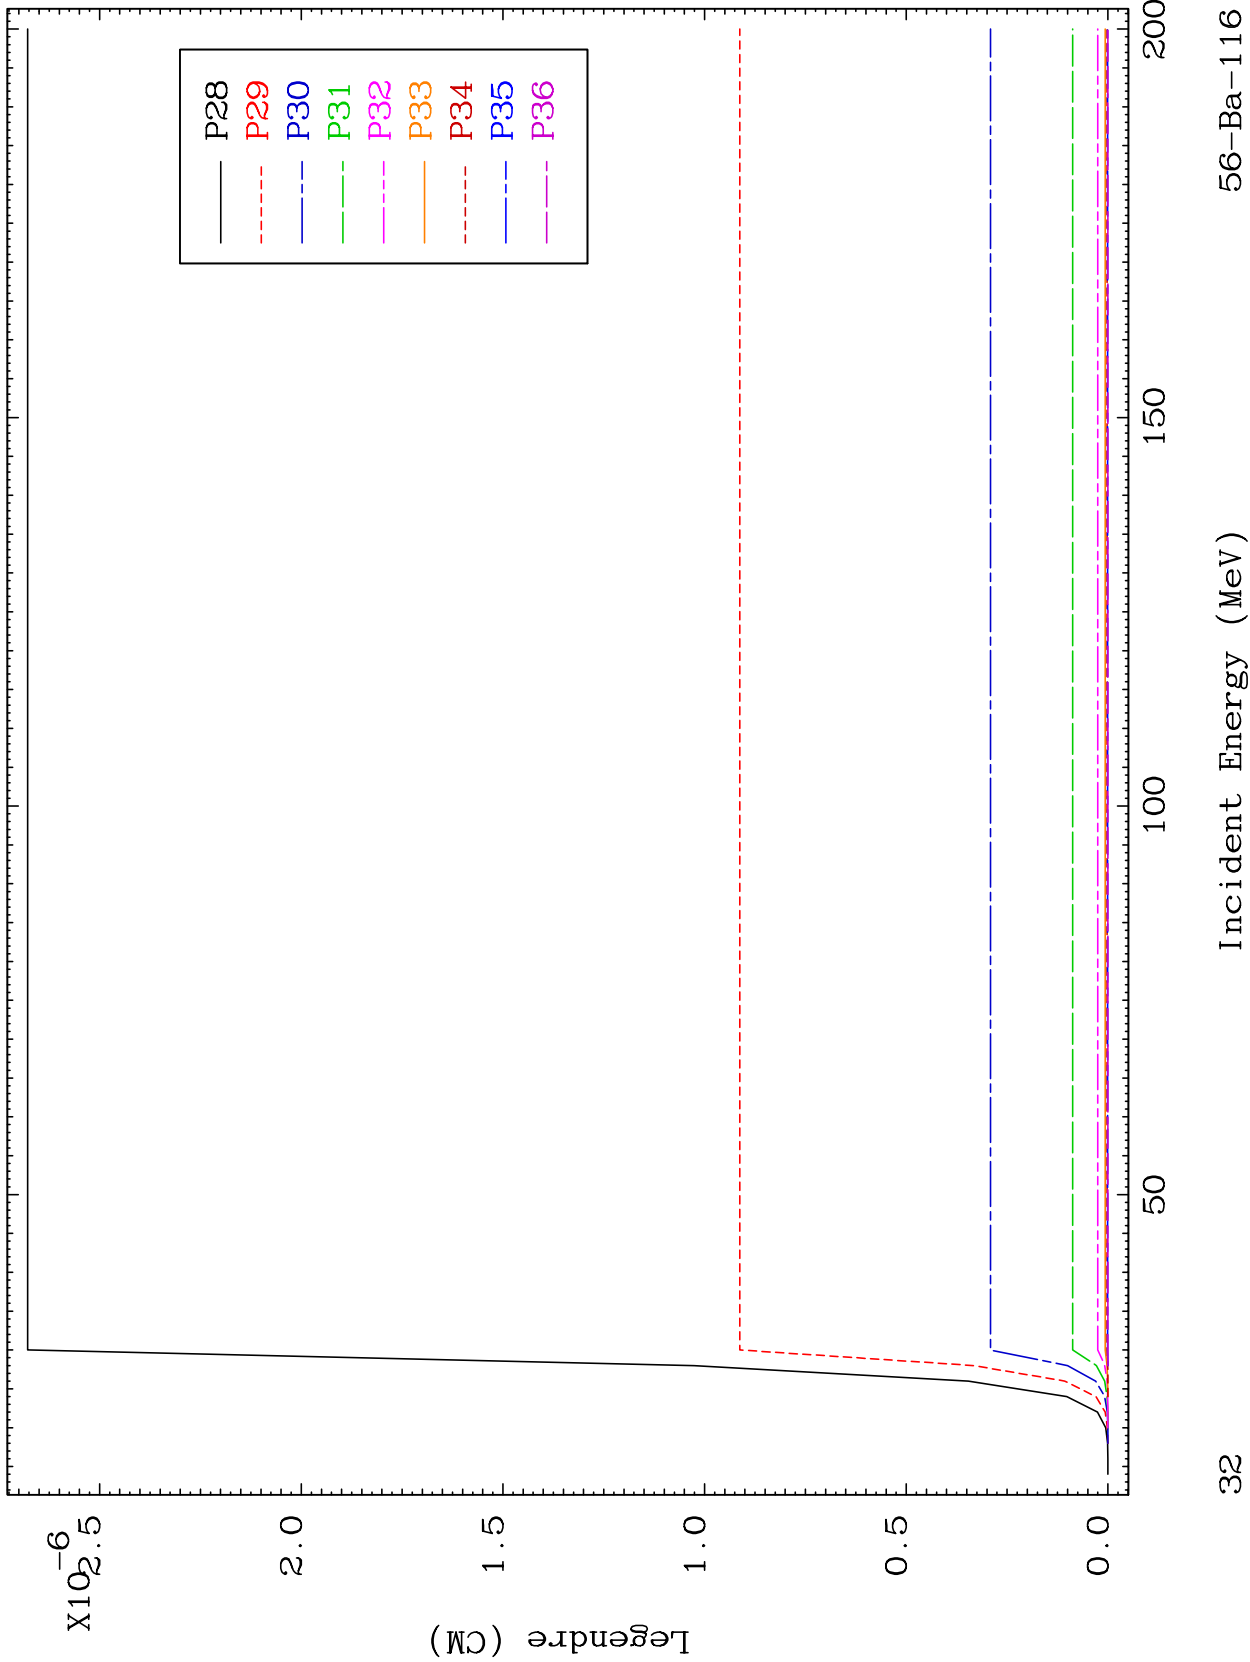 X10-6
2.5
2.0
1.5
1.0
0.5
0.0
Legendre (CM)
P28
P29
P30
P31
P32
P33
P34
P35
P36
50
100
150
200
Incident Energy (MeV)
32
56-Ba-116